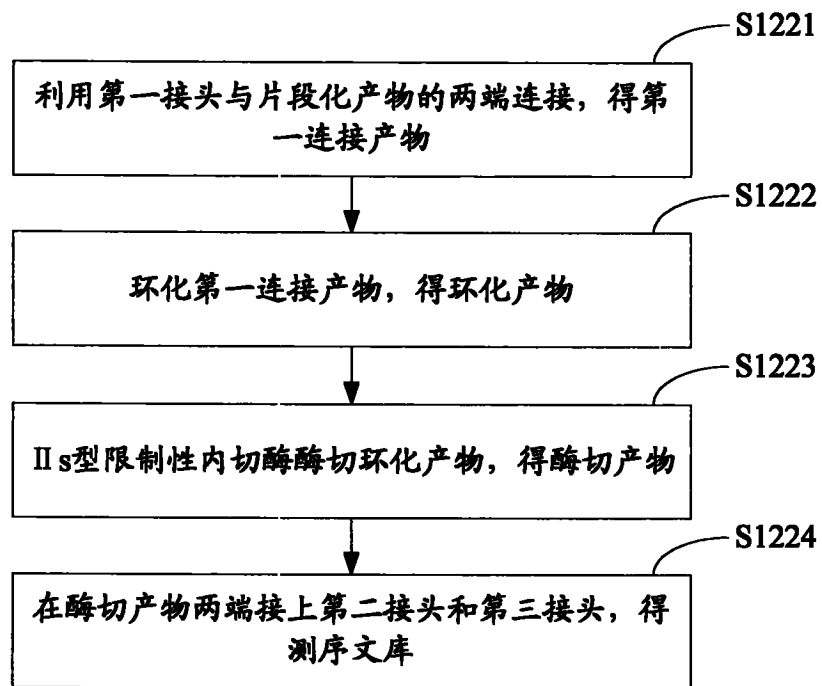 S1221
利用第一接头与片段化产物的两端连接，得第
一连接产物
S1222
环化第一连接产物，得环化产物
S1223
Ⅱs型限制性内切酶酶切环化产物，得酶切产物
S1224
在酶切产物两端接上第二接头和第三接头，得
测序文库